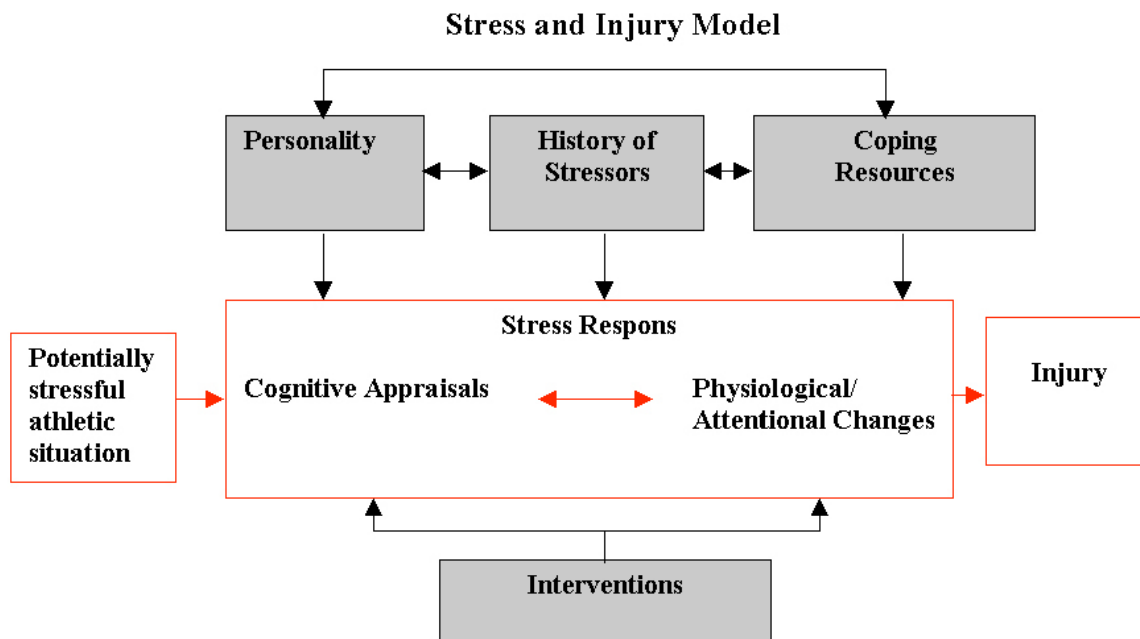 Stress and Injury Model
Personality
History of
Stressors
Coping
Resources
Stress Respons
Potentially
stressful
athletic
situation
Cognitive Appraisals
Physiological/
Attentional Changes
Injury
Interventions